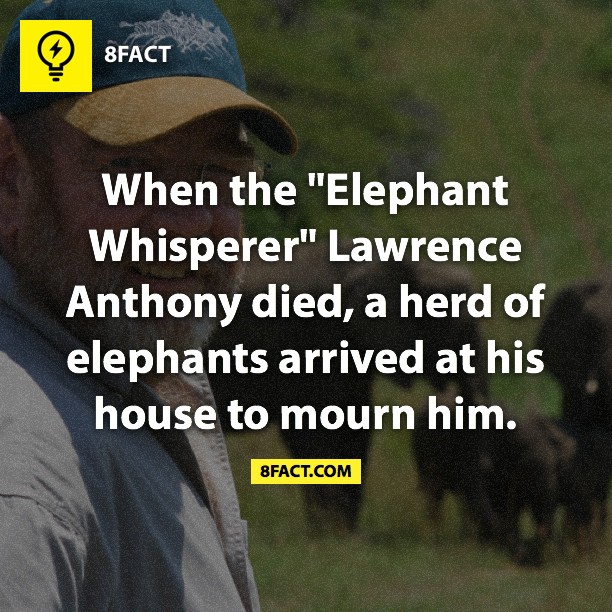 8FACT
When the "Elephant
Whisperer" Lawrence
Anthony died, a herd of
elephants arrived at his
house to mourn him.
8FACT.COM